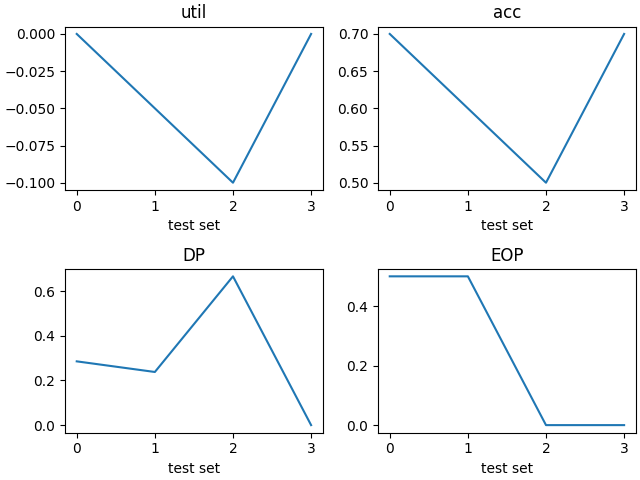 util
acc
0.000
−0.025
−0.050
−0.075
−0.100
0.70
0.65
0.60
0.55
0.50
0 1 2 3
0 1 2 3
test set
test set
DP
EOP
0.6
0.4
0.2
0.0
0.4
0.2
0.0
0 1 2 3
0 1 2 3
test set
test set